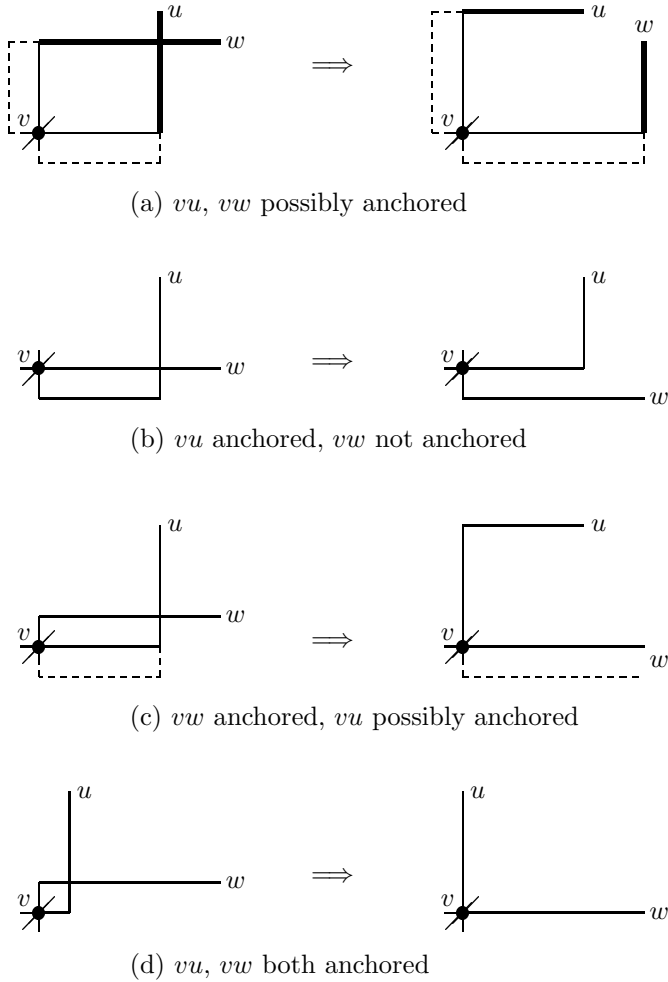 u u
w w
v ⟹ v
(a) vu, vw possibly anchored
u u
v w ⟹ v
w
(b) vu anchored, vw not anchored
u u
w
v ⟹ v
w
(c) vw anchored, vu possibly anchored
u u
w ⟹
v v w
(d) vu, vw both anchored